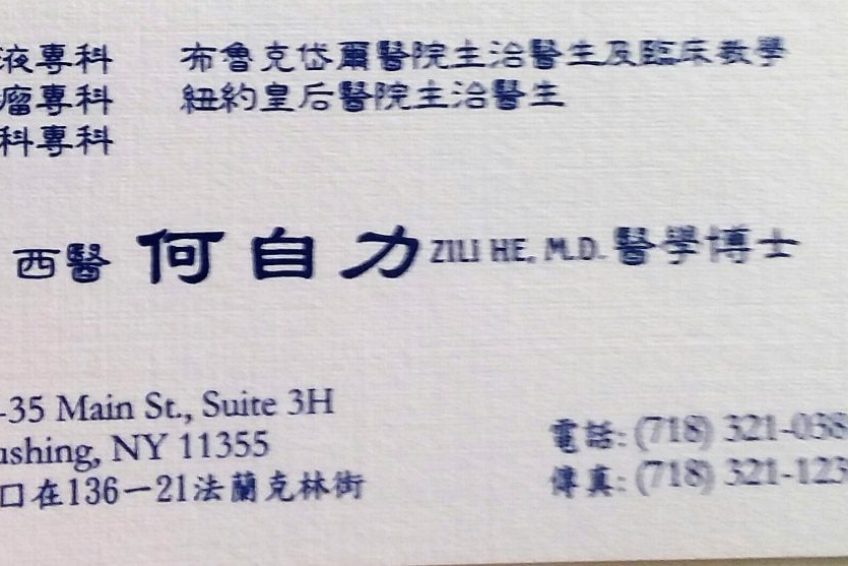 液專科 布魯克岱爾醫院主治醫生及臨床教學
瘤專科 紐約皇后醫院主治醫生
科專科
西醫 何自力 ZILI HE, M.D. 醫學博士
-35 Main St., Suite 3H
ushing, NY 11355
口在136一21法蘭克林街
電話: (718) 321-038
傳真: (718) 321-123